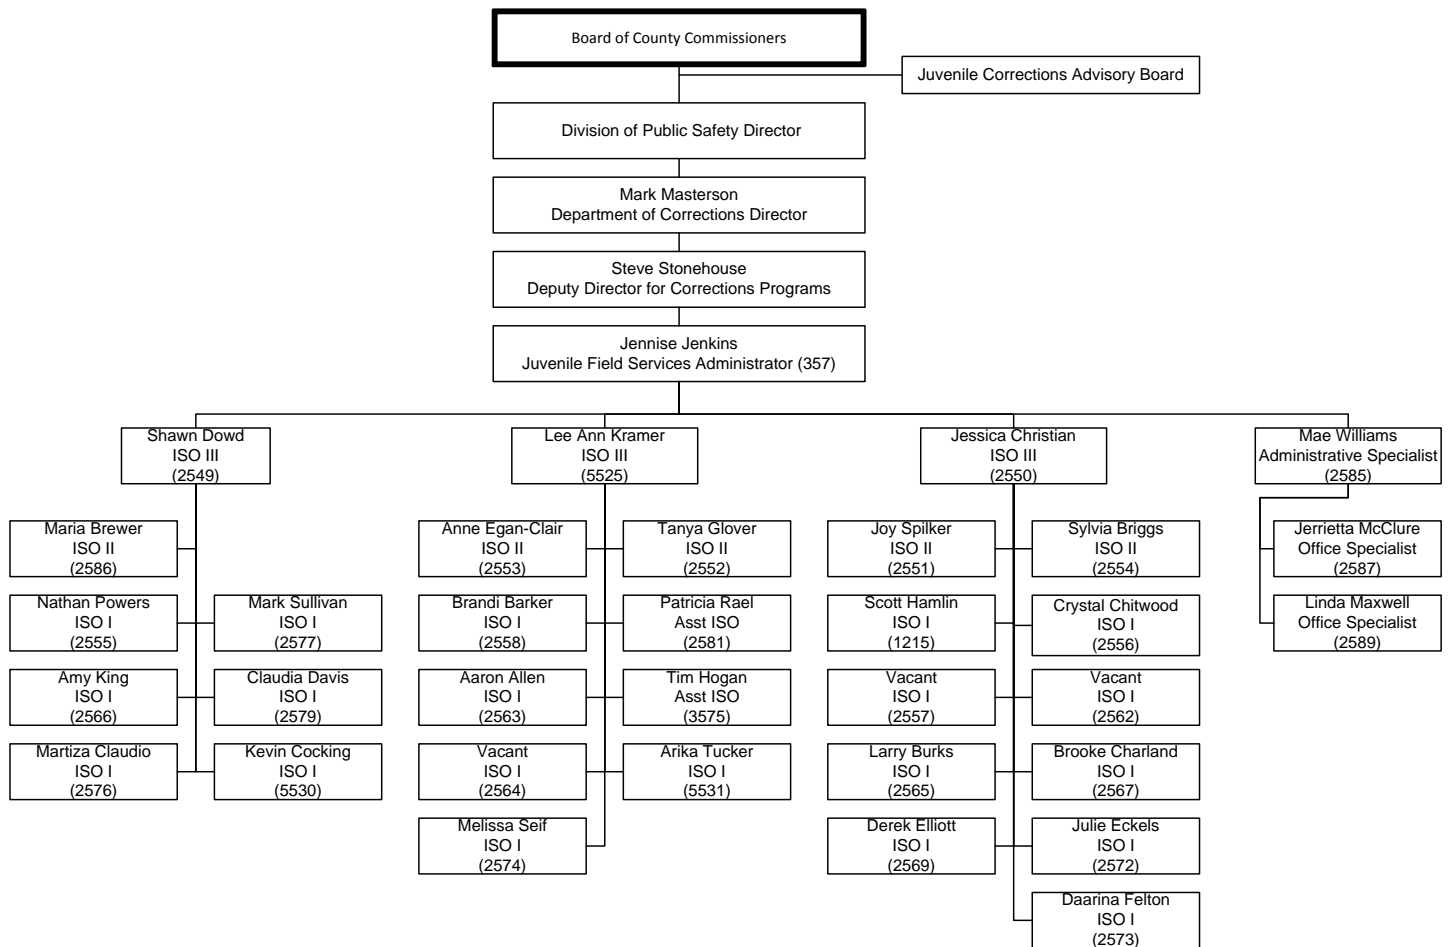 Board of County Commissioners
Juvenile Corrections Advisory Board
Division of Public Safety Director
Mark Masterson
Department of Corrections Director
Steve Stonehouse
Deputy Director for Corrections Programs
Jennise Jenkins
Juvenile Field Services Administrator (357)
Shawn Dowd
ISO III
(2549)
Lee Ann Kramer
ISO III
(5525)
Jessica Christian
ISO III
(2550)
Mae Williams
Administrative Specialist
(2585)
Maria Brewer
ISO II
(2586)
Nathan Powers
ISO I
(2555)
Mark Sullivan
ISO I
(2577)
Amy King
ISO I
(2566)
Claudia Davis
ISO I
(2579)
Martiza Claudio
ISO I
(2576)
Kevin Cocking
ISO I
(5530)
Anne Egan-Clair
ISO II
(2553)
Tanya Glover
ISO II
(2552)
Brandi Barker
ISO I
(2558)
Patricia Rael
Asst ISO
(2581)
Aaron Allen
ISO I
(2563)
Tim Hogan
Asst ISO
(3575)
Vacant
ISO I
(2564)
Arika Tucker
ISO I
(5531)
Melissa Seif
ISO I
(2574)
Joy Spilker
ISO II
(2551)
Sylvia Briggs
ISO II
(2554)
Scott Hamlin
ISO I
(1215)
Crystal Chitwood
ISO I
(2556)
Vacant
ISO I
(2557)
Vacant
ISO I
(2562)
Larry Burks
ISO I
(2565)
Brooke Charland
ISO I
(2567)
Derek Elliott
ISO I
(2569)
Julie Eckels
ISO I
(2572)
Daarina Felton
ISO I
(2573)
Jerrietta McClure
Office Specialist
(2587)
Linda Maxwell
Office Specialist
(2589)